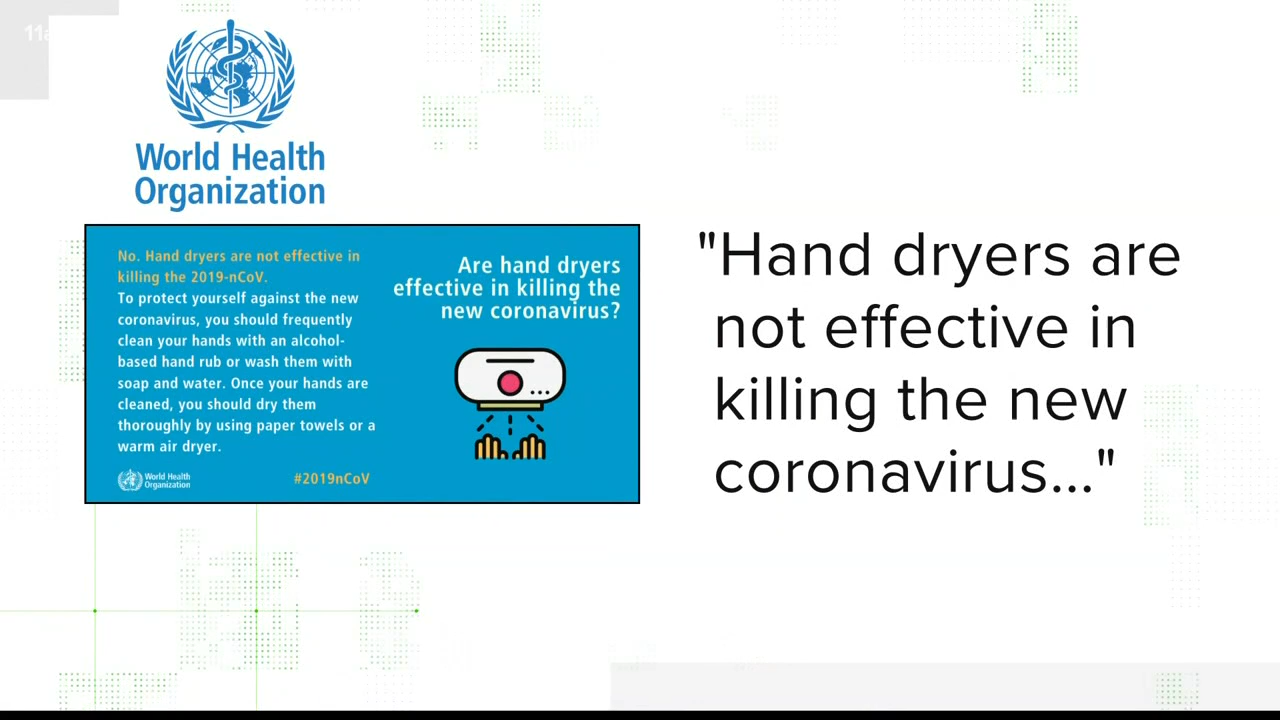 World Health
Organization
No. Hand dryers are not effective in
killing the 2019-nCoV.
To protect yourself against the new
coronavirus, you should frequently
clean your hands with an alcohol-
based hand rub or wash them with
soap and water. Once your hands are
cleaned, you should dry them
thoroughly by using paper towels or a
warm air dryer.
World Health
Organization
#2019nCoV
Are hand dryers
effective in killing the
new coronavirus?
"Hand dryers are
not effective in
killing the new
coronavirus..."